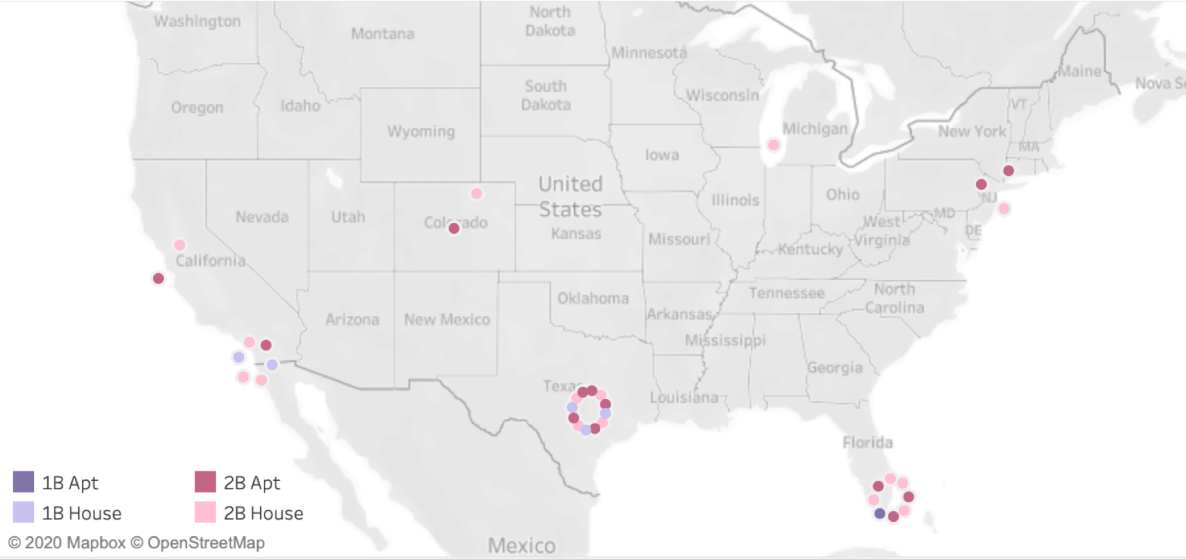 Washington
Montana
North
Dakota
Minnesota
Maine
Nova Sc
Oregon
Idaho
South
Dakota
Wisconsin
VT
Wyoming
Michigan
New York
MA
Iowa
United
States
Nevada
Utah
Colorado
Kansas
Illinois
Ohio
NJ
MD
DE
West
Virginia
California
Missouri
Kentucky
Arizona
New Mexico
Oklahoma
Arkansas
Tennessee
North
Carolina
Mississippi
Georgia
Texas
Louisiana
Florida
1B Apt
2B Apt
1B House
2B House
© 2020 Mapbox © OpenStreetMap
Mexico